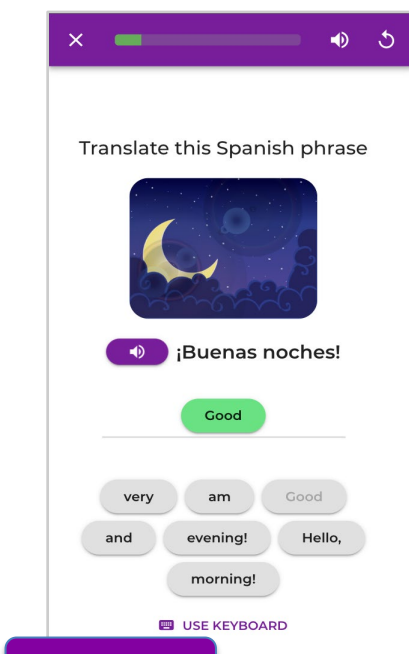 Translate this Spanish phrase
¡Buenas noches!
Good
very am Good
and evening! Hello,
morning!
USE KEYBOARD